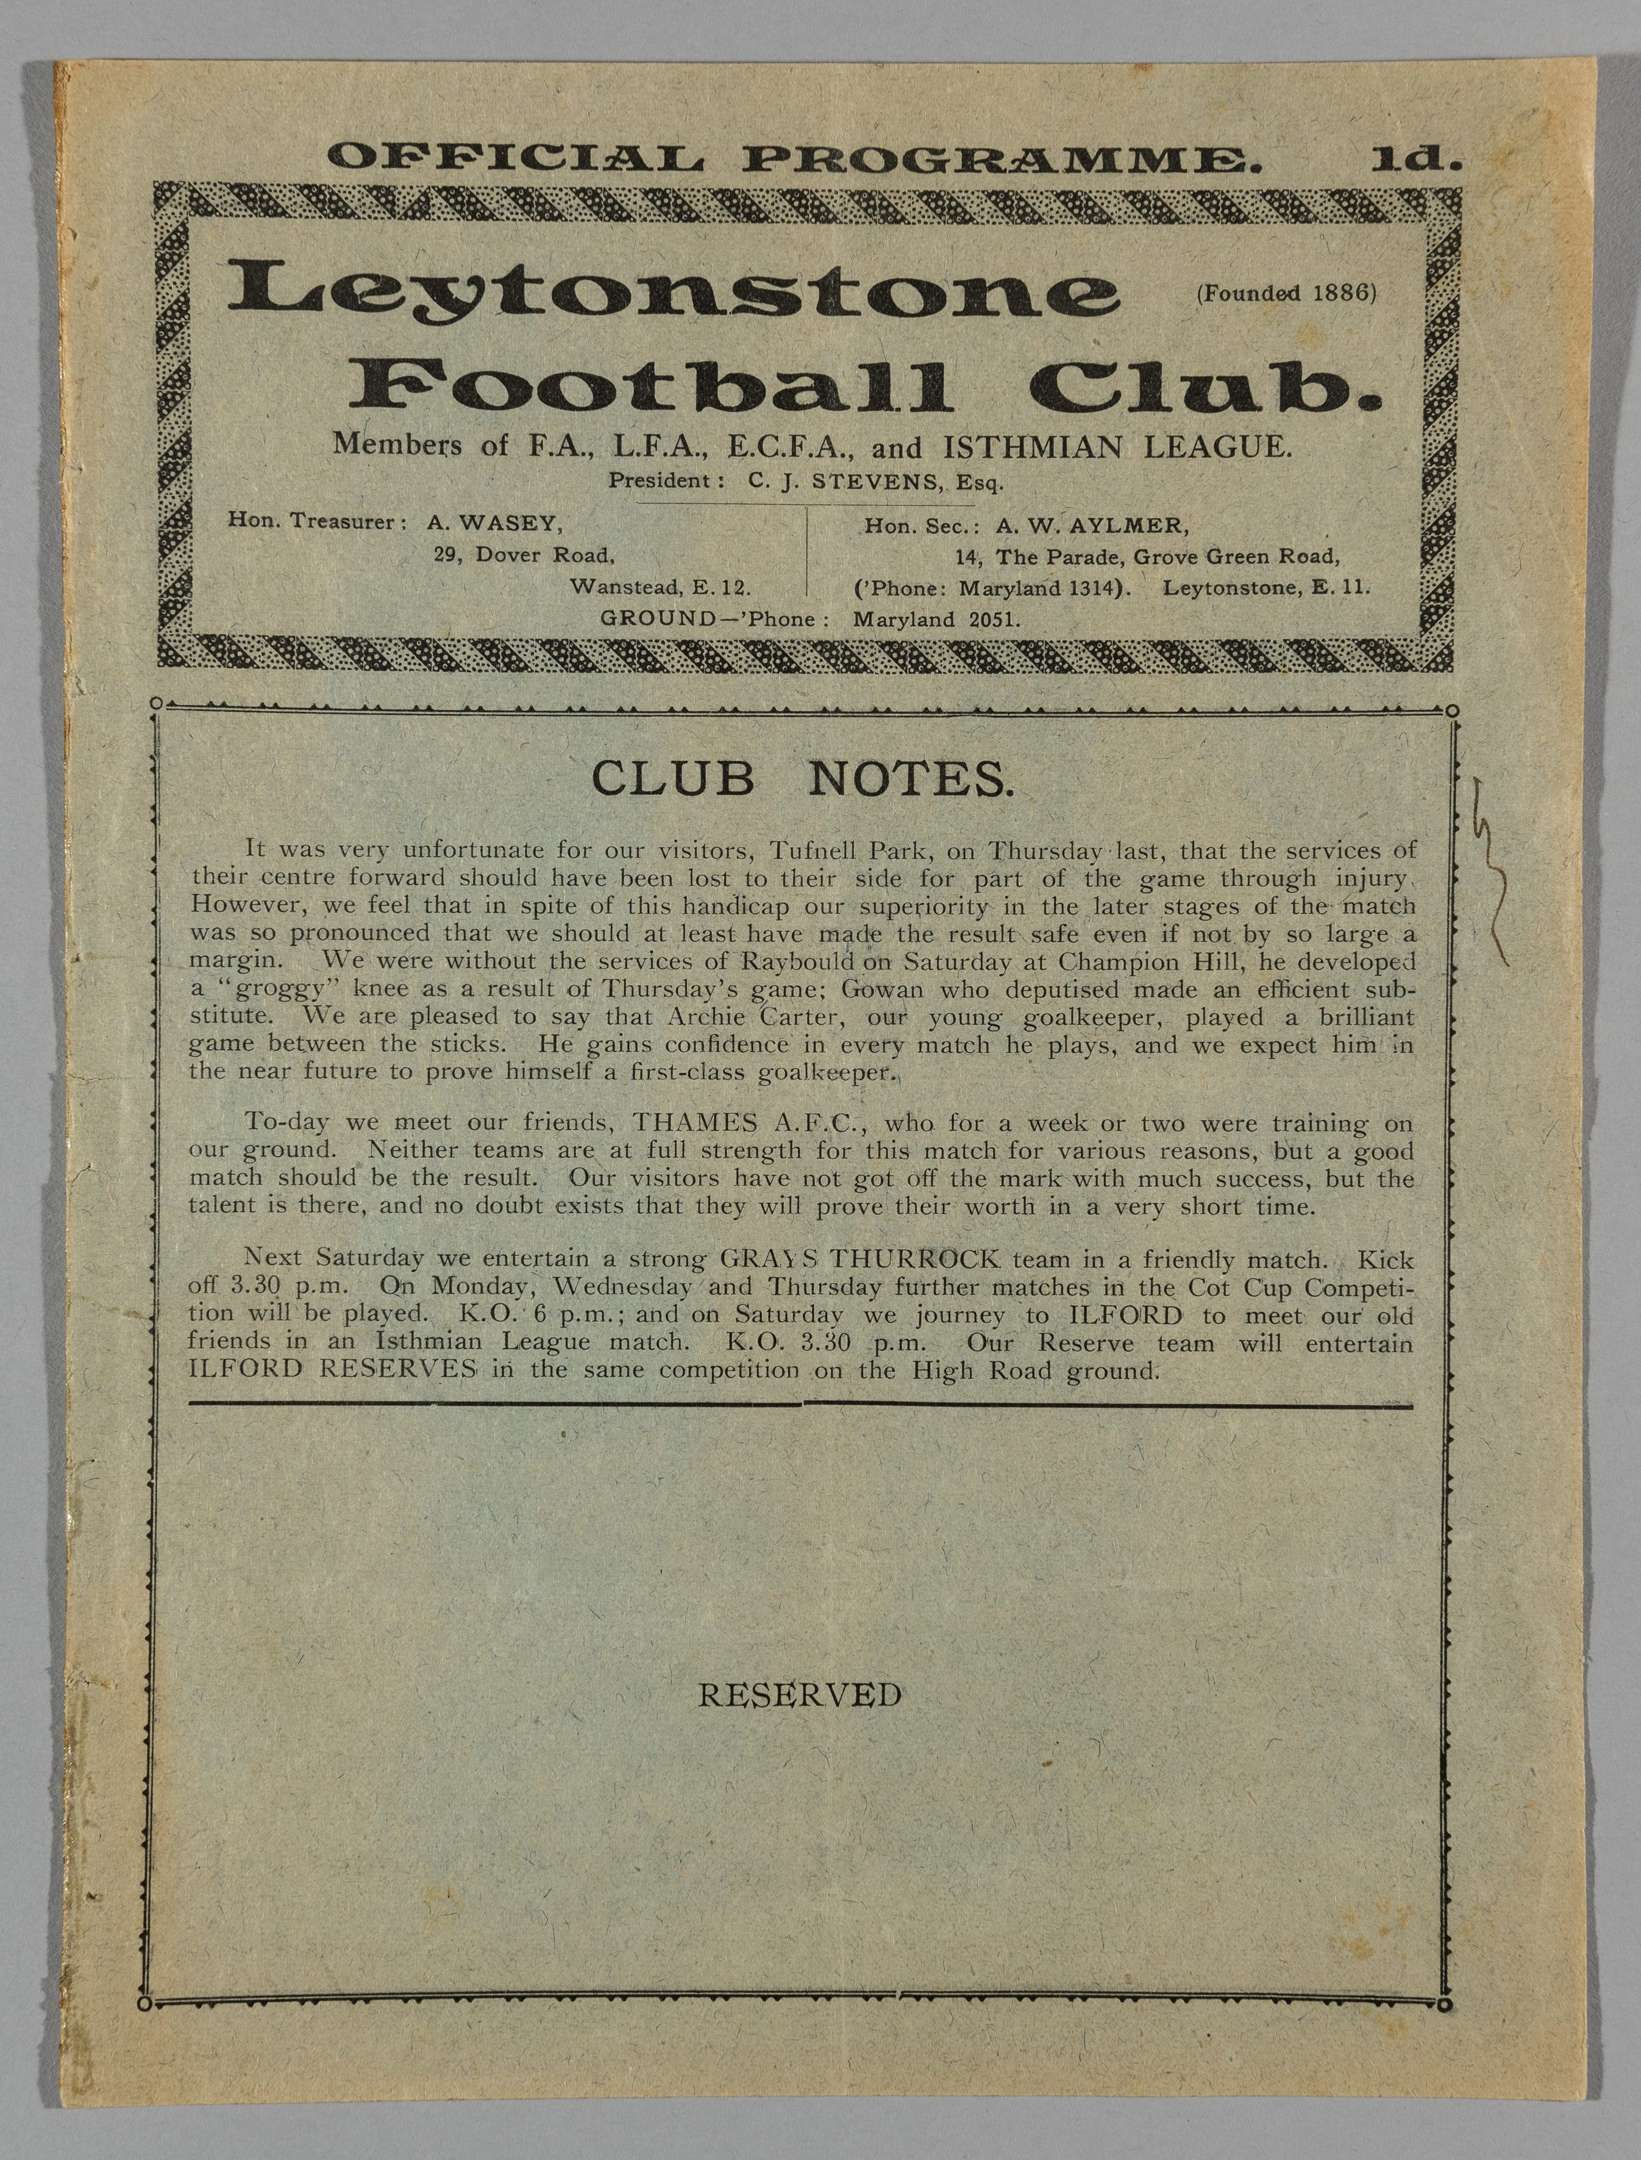 OFFICIAL PROGRAMME. 1d.
Leytonstone (Founded 1886)
Football Club.
Members of F.A., L.F.A., E.C.F.A., and ISTHMIAN LEAGUE.
President : C. J. STEVENS, Esq.
Hon. Treasurer : A. WASEY,
29, Dover Road,
Wanstead, E. 12.
Hon. Sec. : A. W. AYLMER,
14, The Parade, Grove Green Road,
('Phone: Maryland 1314). Leytonstone, E. 11.
GROUND—'Phone : Maryland 2051.
CLUB NOTES.
It was very unfortunate for our visitors, Tufnell Park, on Thursday last, that the services of
their centre forward should have been lost to their side for part of the game through injury.
However, we feel that in spite of this handicap our superiority in the later stages of the match
was so pronounced that we should at least have made the result safe even if not by so large a
margin. We were without the services of Raybould on Saturday at Champion Hill, he developed
a "groggy" knee as a result of Thursday's game; Gowan who deputised made an efficient sub-
stitute. We are pleased to say that Archie Carter, our young goalkeeper, played a brilliant
game between the sticks. He gains confidence in every match he plays, and we expect him in
the near future to prove himself a first-class goalkeeper.
To-day we meet our friends, THAMES A.F.C., who for a week or two were training on
our ground. Neither teams are at full strength for this match for various reasons, but a good
match should be the result. Our visitors have not got off the mark with much success, but the
talent is there, and no doubt exists that they will prove their worth in a very short time.
Next Saturday we entertain a strong GRAYS THURROCK team in a friendly match. Kick
off 3.30 p.m. On Monday, Wednesday and Thursday further matches in the Cot Cup Competi-
tion will be played. K.O. 6 p.m.; and on Saturday we journey to ILFORD to meet our old
friends in an Isthmian League match. K.O. 3.30 p.m. Our Reserve team will entertain
ILFORD RESERVES in the same competition on the High Road ground.
RESERVED